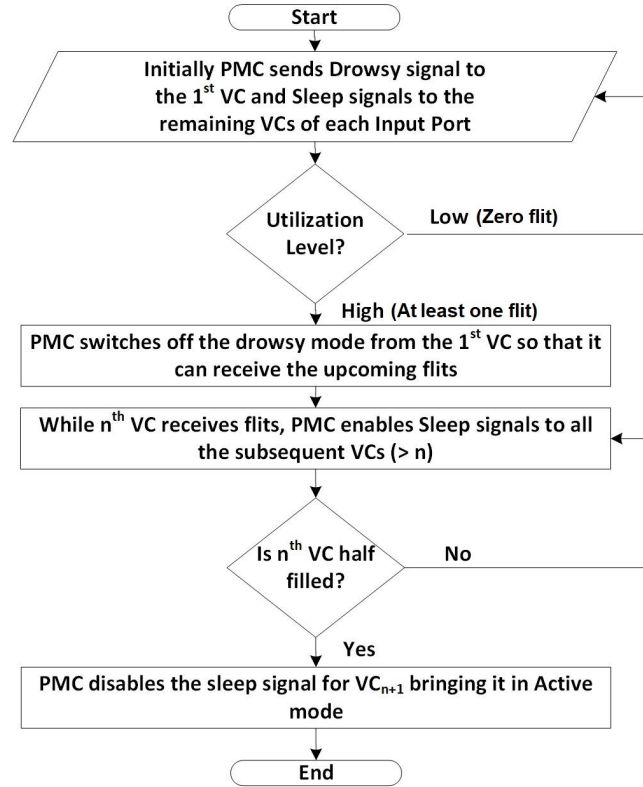 Start
Initially PMC sends Drowsy signal to
the 1st VC and Sleep signals to the
remaining VCs of each Input Port
Utilization
Level?
Low (Zero flit)
High (At least one flit)
PMC switches off the drowsy mode from the 1st VC so that it
can receive the upcoming flits
While nth VC receives flits, PMC enables Sleep signals to all
the subsequent VCs (> n)
Is nth VC half
filled?
No
Yes
PMC disables the sleep signal for VCn+1 bringing it in Active
mode
End